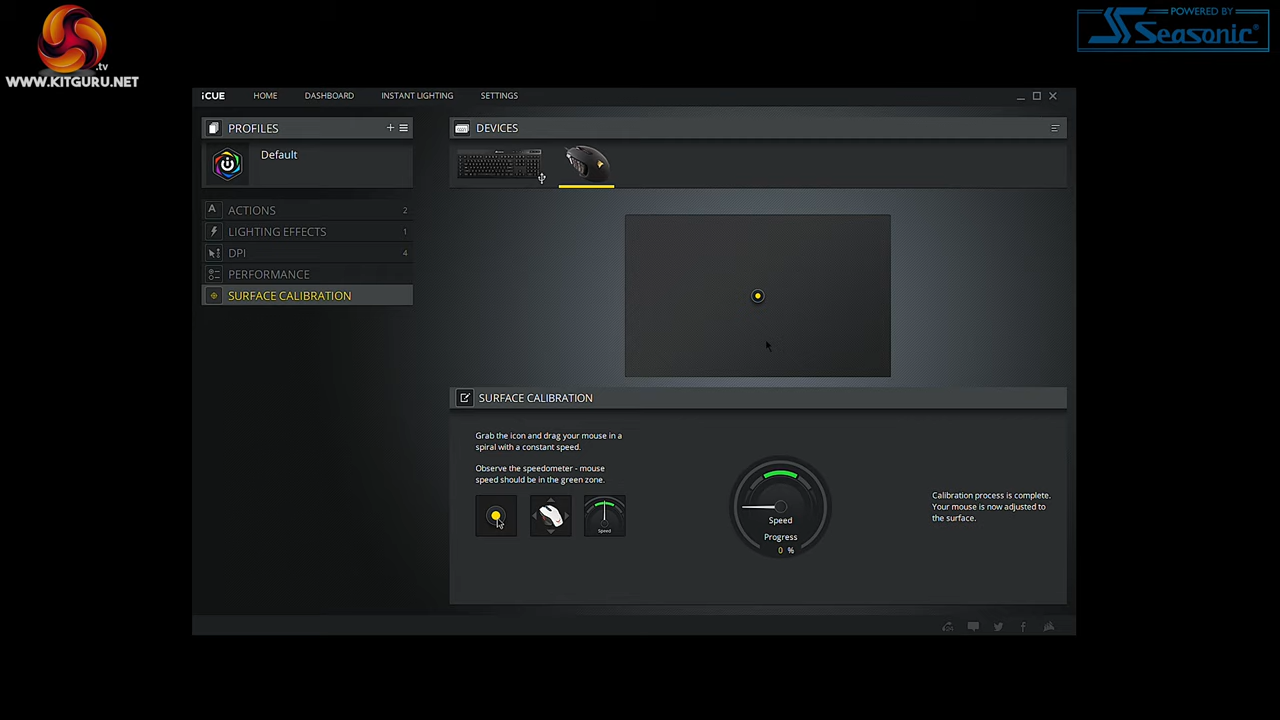 .tv
WWW.KITGURU.NET
POWERED BY
Seasonic
iCUE HOME DASHBOARD INSTANT LIGHTING SETTINGS
PROFILES
Default
ACTIONS 2
LIGHTING EFFECTS 1
DPI 4
PERFORMANCE
SURFACE CALIBRATION
DEVICES
SURFACE CALIBRATION
Grab the icon and drag your mouse in a
spiral with a constant speed.
Observe the speedometer - mouse
speed should be in the green zone.
Speed
Speed
Progress
0 %
Calibration process is complete.
Your mouse is now adjusted to
the surface.